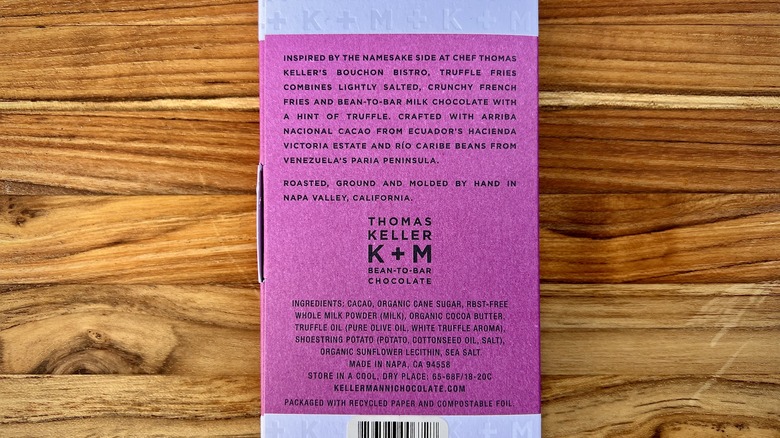 K + M K + M
INSPIRED BY THE NAMESAKE SIDE AT CHEF THOMAS
KELLER'S BOUCHON BISTRO, TRUFFLE FRIES
COMBINES LIGHTLY SALTED, CRUNCHY FRENCH
FRIES AND BEAN-TO-BAR MILK CHOCOLATE WITH
A HINT OF TRUFFLE. CRAFTED WITH ARRIBA
NACIONAL CACAO FROM ECUADOR'S HACIENDA
VICTORIA ESTATE AND RÍO CARIBE BEANS FROM
VENEZUELA'S PARIA PENINSULA.
ROASTED, GROUND AND MOLDED BY HAND IN
NAPA VALLEY, CALIFORNIA.
THOMAS
KELLER
K + M
BEAN-TO-BAR
CHOCOLATE
INGREDIENTS: CACAO, ORGANIC CANE SUGAR, RBST-FREE
WHOLE MILK POWDER (MILK), ORGANIC COCOA BUTTER,
TRUFFLE OIL (PURE OLIVE OIL, WHITE TRUFFLE AROMA),
SHOESTRING POTATO (POTATO, COTTONSEED OIL, SALT),
ORGANIC SUNFLOWER LECITHIN, SEA SALT
MADE IN NAPA, CA 94558
STORE IN A COOL, DRY PLACE; 65-68F/18-20C
KELLERMANNICHOCOLATE.COM
PACKAGED WITH RECYCLED PAPER AND COMPOSTABLE FOIL